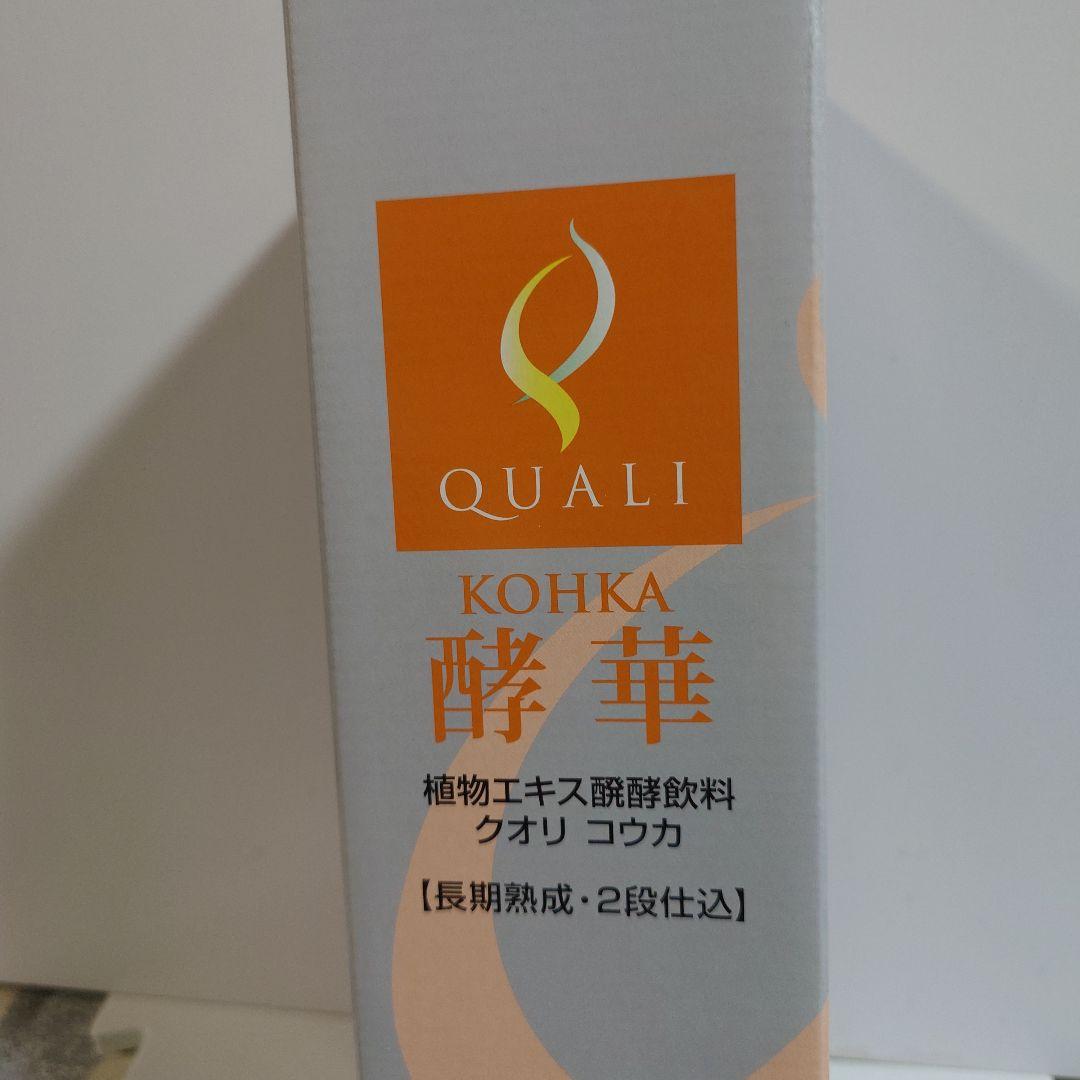 QUALI
KOHKA
酵華
植物エキス醗酵飲料
クオリ コウカ
【長期熟成・2段仕込】